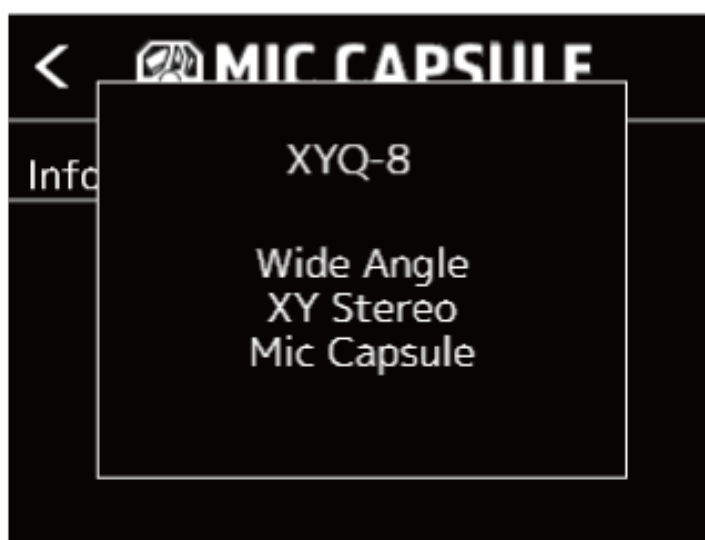 MIC CAPSULE
Info
XYQ-8
Wide Angle
XY Stereo
Mic Capsule